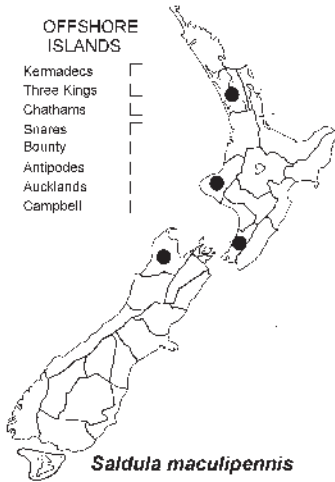 OFFSHORE
ISLANDS
Kermadecs
Three Kings
Chathams
Snares
Bounty
Antipodes
Aucklands
Campbell
Saldula maculipennis